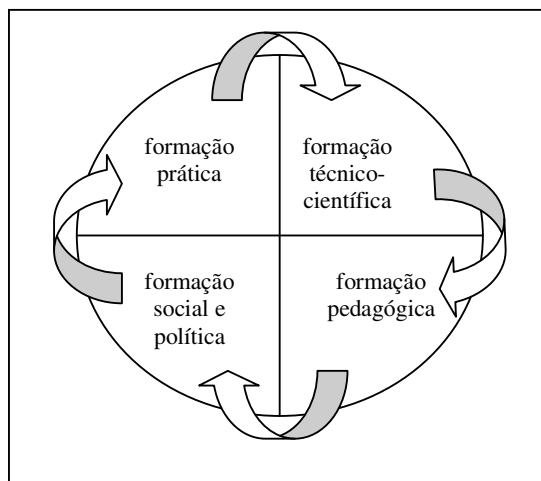 formação
prática
formação
técnico-
científica
formação
social e
política
formação
pedagógica